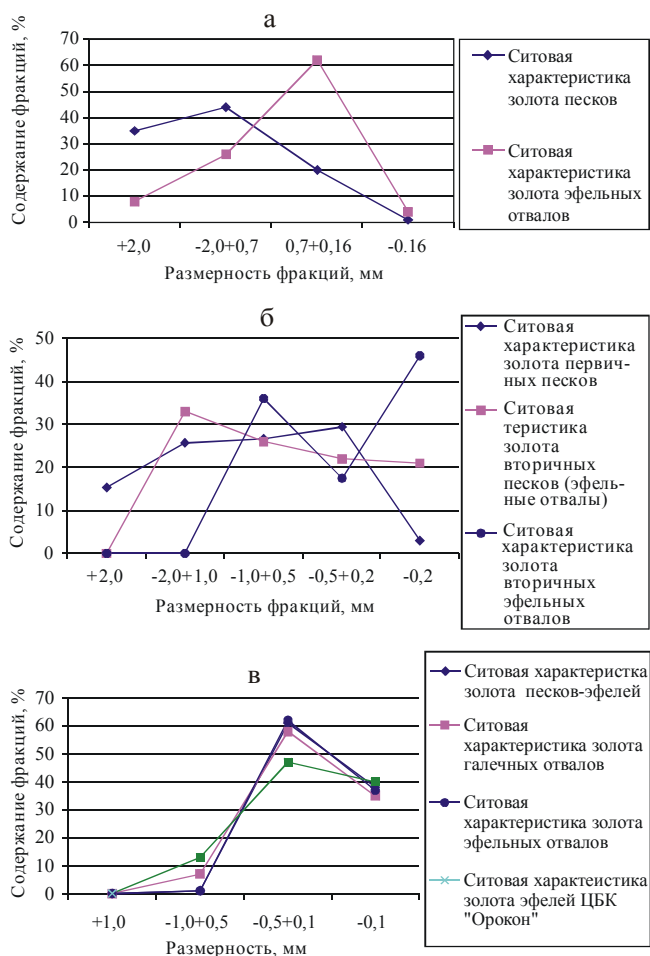 а
Содержание фракций, %
70
60
50
40
30
20
10
0
+2,0 -2,0+0,7 0,7+0,16 -0.16
Размерность фракций, мм
Ситовая
характеристика
золота песков
Ситовая
характеристика
золота эфельных
отвалов
б
Содержание фракций, %
50
40
30
20
10
0
+2,0 -2,0+1,0 -1,0+0,5 -0,5+0,2 -0,2
Размерность фракций, мм
Ситовая
характеристика
золота первич-
ных песков
Ситовая
теристика
золота
вторичных
песков (эфель-
ные отвалы)
Ситовая
характеристика
золота
вторичных
эфельных
отвалов
в
Содержание фракций, %
70
60
50
40
30
20
10
0
+1,0 -1,0+0,5 -0,5+0,1 -0,1
Размерность, мм
Ситовая характеристка
золота песков-эфелей
Ситовая
характеристика золота
галечных отвалов
Ситовая
характеристика золота
эфельных отвалов
Ситовая характеистика
золота эфелей ЦБК
"Орокон"